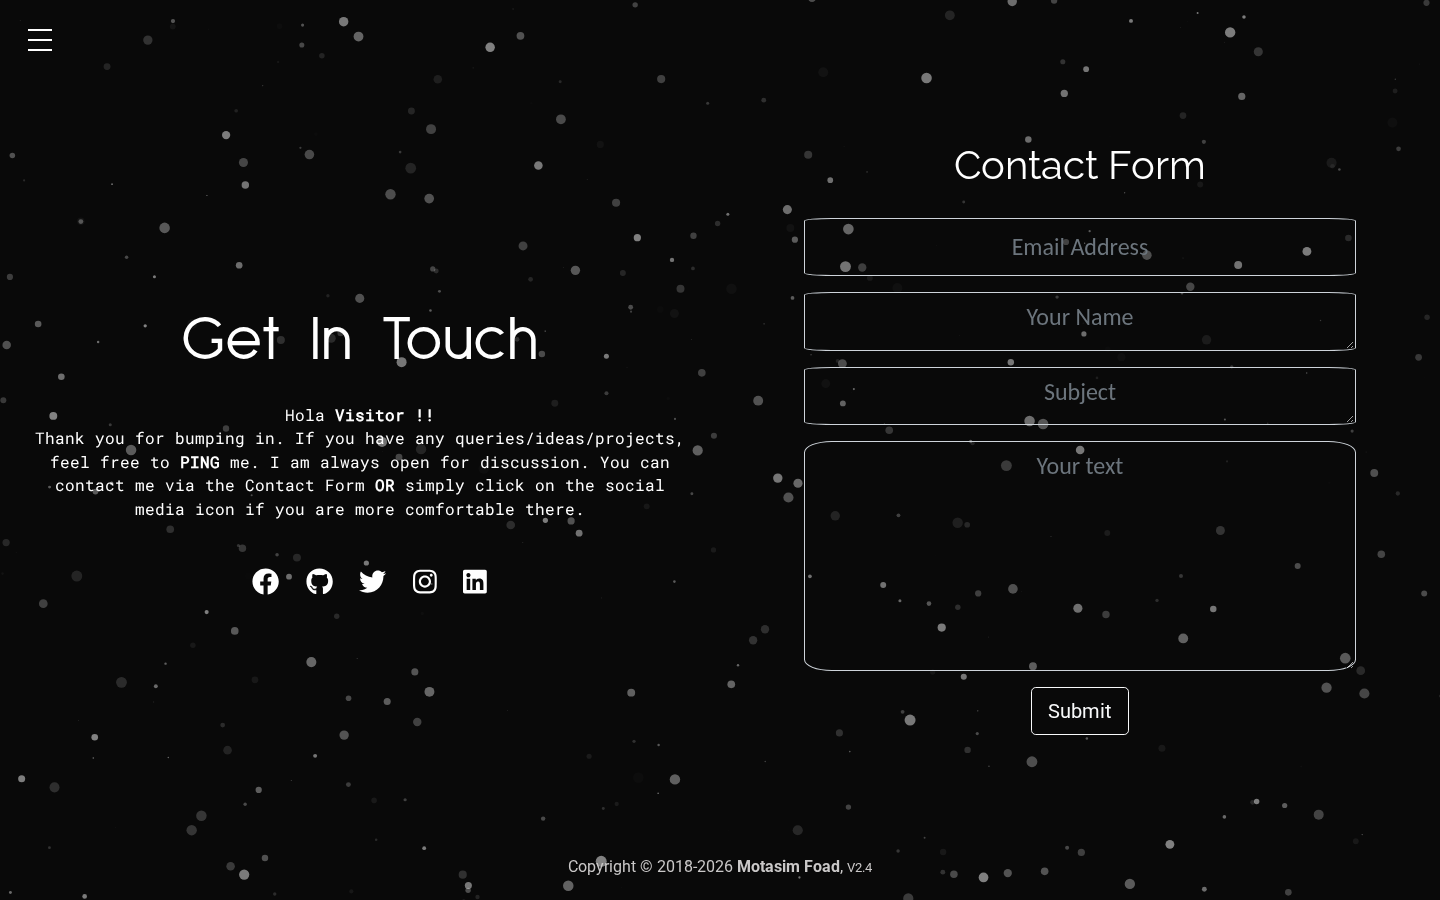 Get In Touch
Hola Visitor !!
Thank you for bumping in. If you have any queries/ideas/projects,
feel free to PING me. I am always open for discussion. You can
contact me via the Contact Form OR simply click on the social
media icon if you are more comfortable there.
Contact Form
Email Address
Your Name
Subject
Your text
Submit
Copyright © 2018-2026 Motasim Foad, V2.4